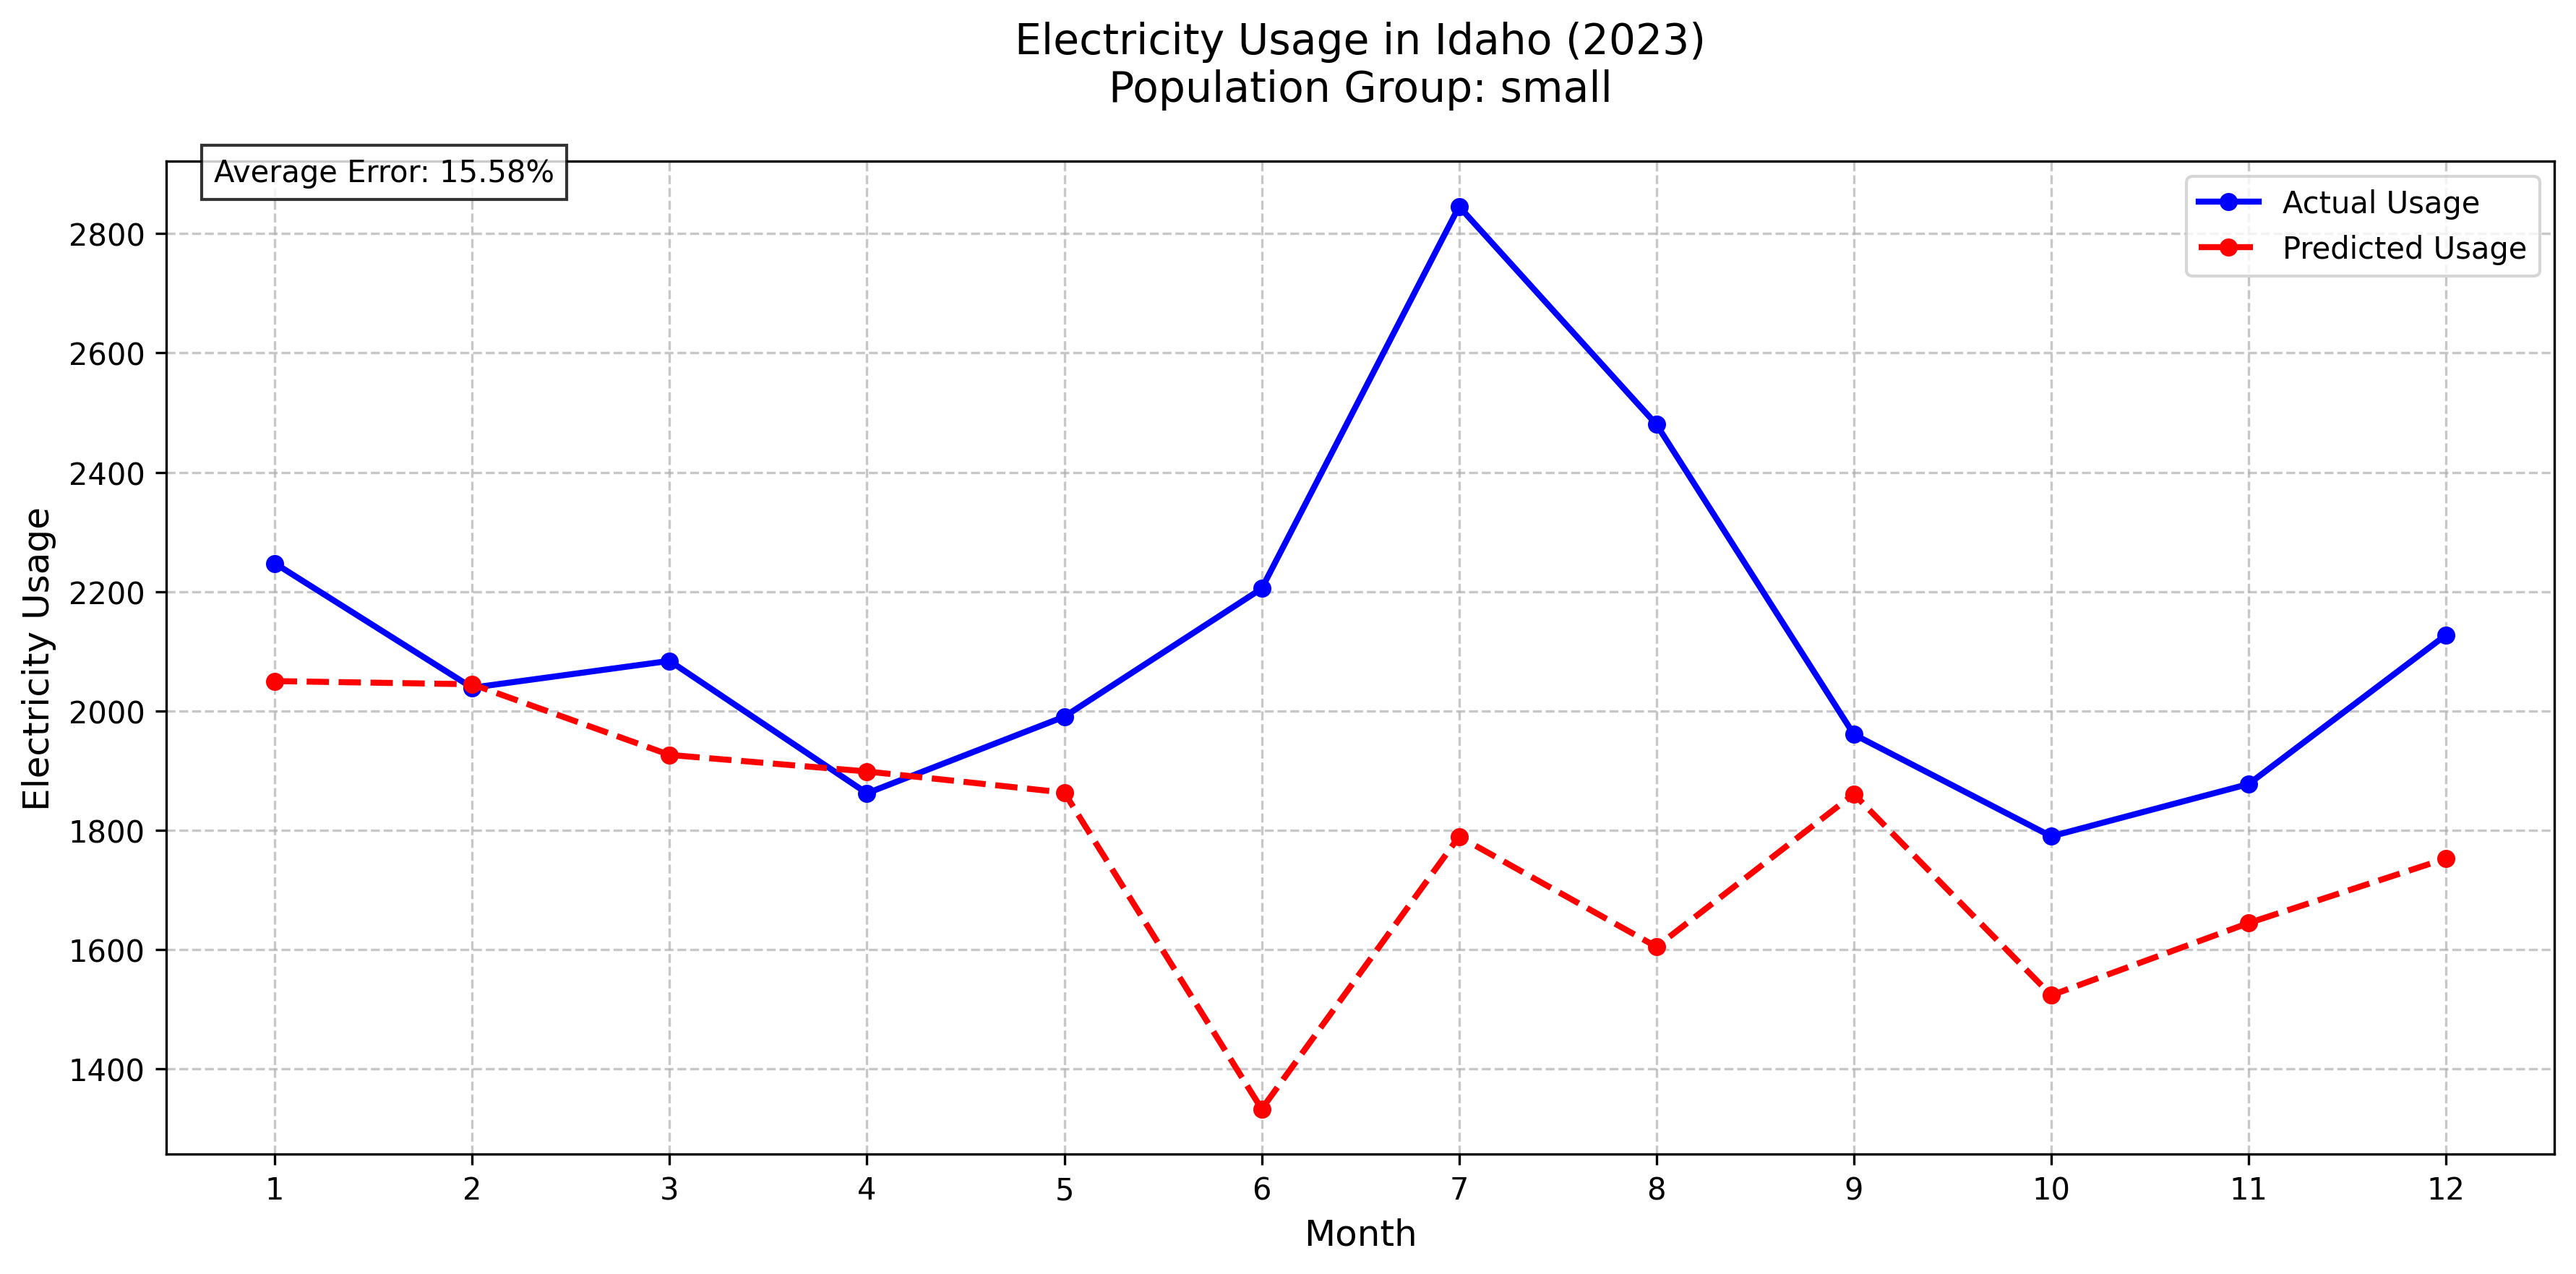 Electricity Usage in Idaho (2023)
Population Group: small
Average Error: 15.58%
Actual Usage
Predicted Usage
Electricity Usage
2800
2600
2400
2200
2000
1800
1600
1400
1 2 3 4 5 6 7 8 9 10 11 12
Month